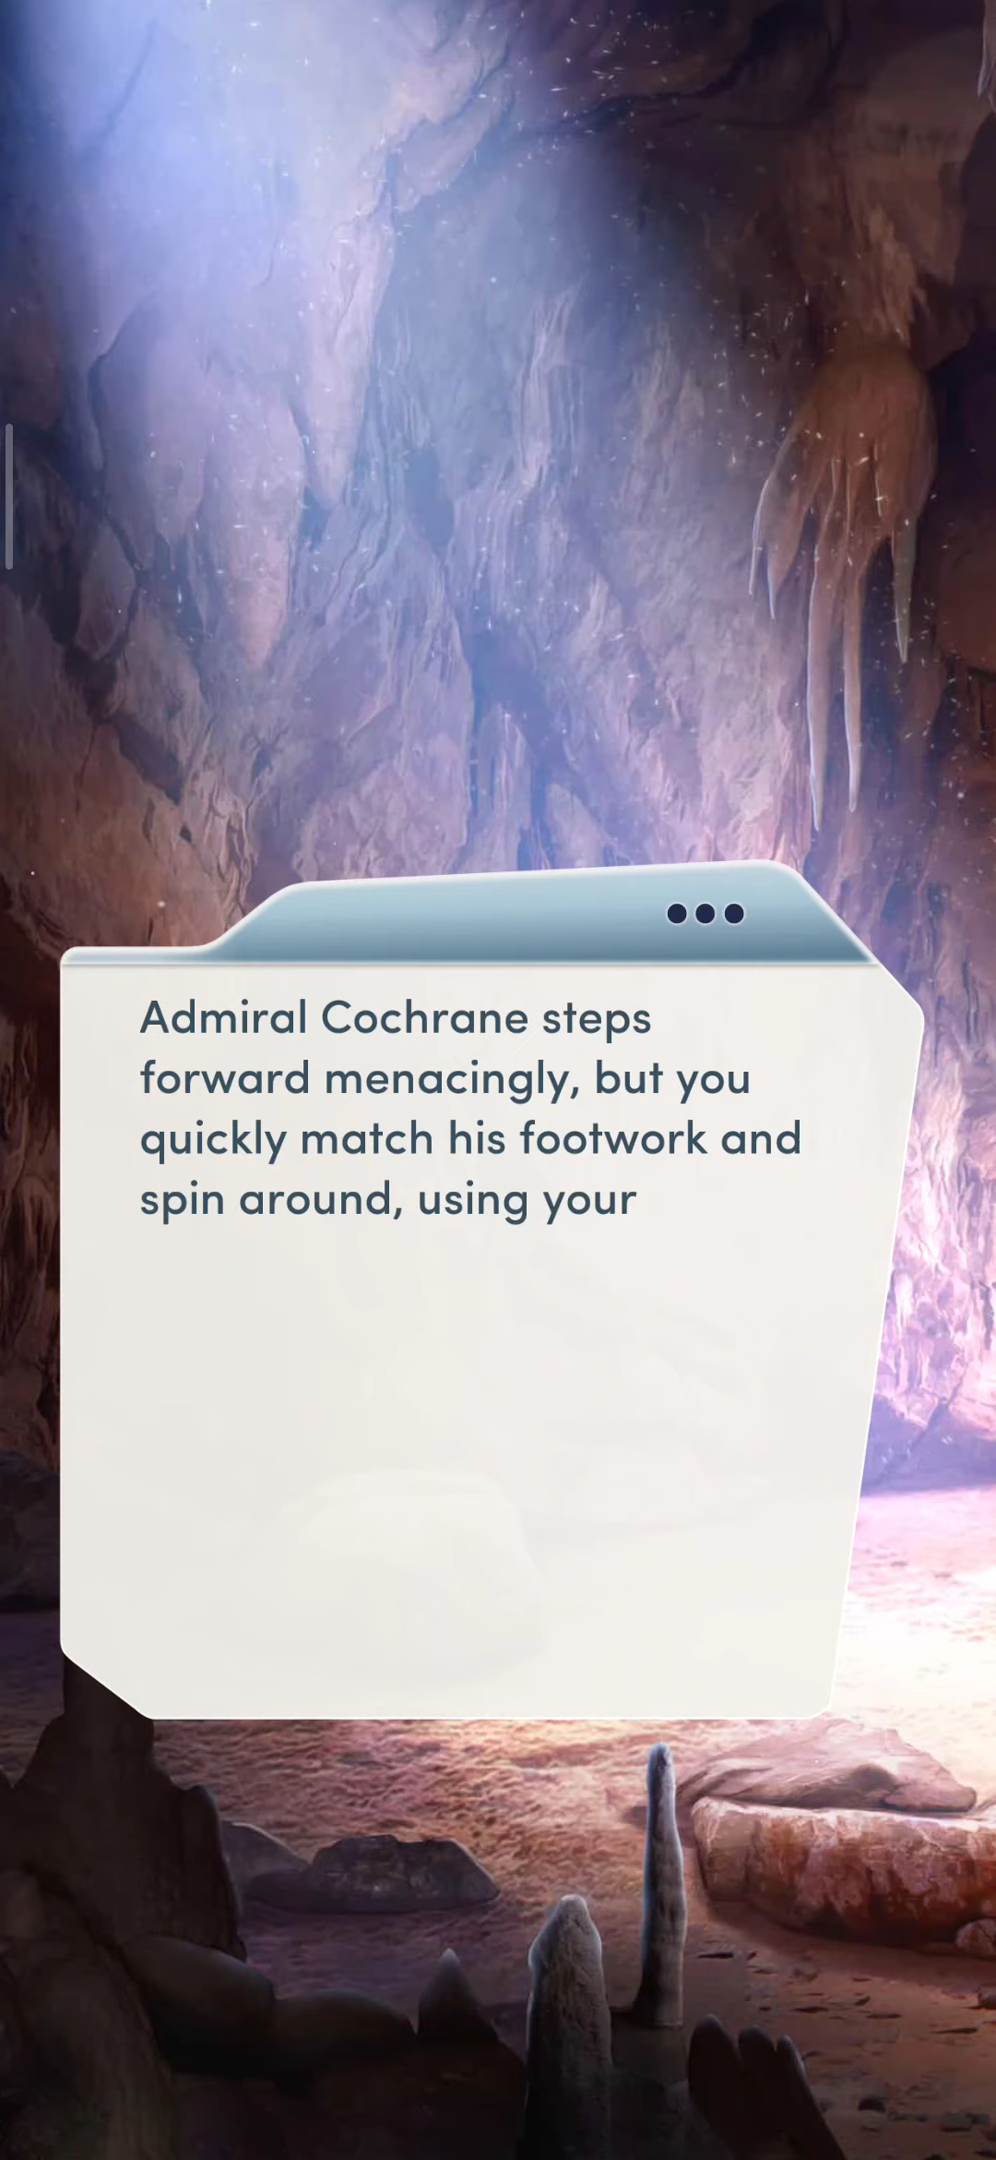 Admiral Cochrane steps
forward menacingly, but you
quickly match his footwork and
spin around, using your